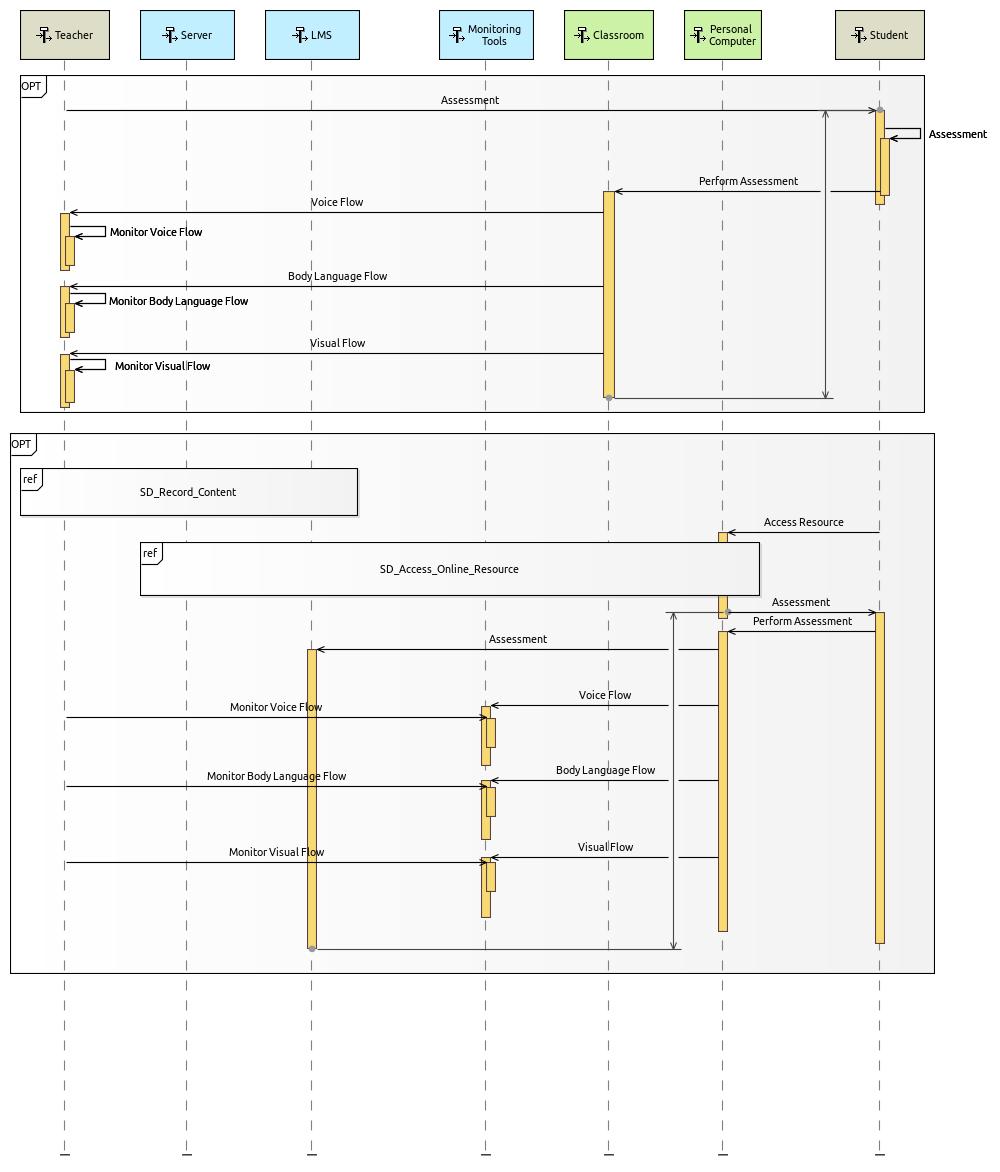 Teacher
Server
LMS
Monitoring
Tools
Classroom
Personal
Computer
Student
OPT
Assessment
Assessment
Perform Assessment
Voice Flow
Monitor Voice Flow
Body Language Flow
Monitor Body Language Flow
Visual Flow
Monitor Visual Flow
OPT
ref
SD_Record_Content
Access Resource
ref
SD_Access_Online_Resource
Assessment
Perform Assessment
Assessment
Voice Flow
Monitor Voice Flow
Body Language Flow
Monitor Body Language Flow
Visual Flow
Monitor Visual Flow